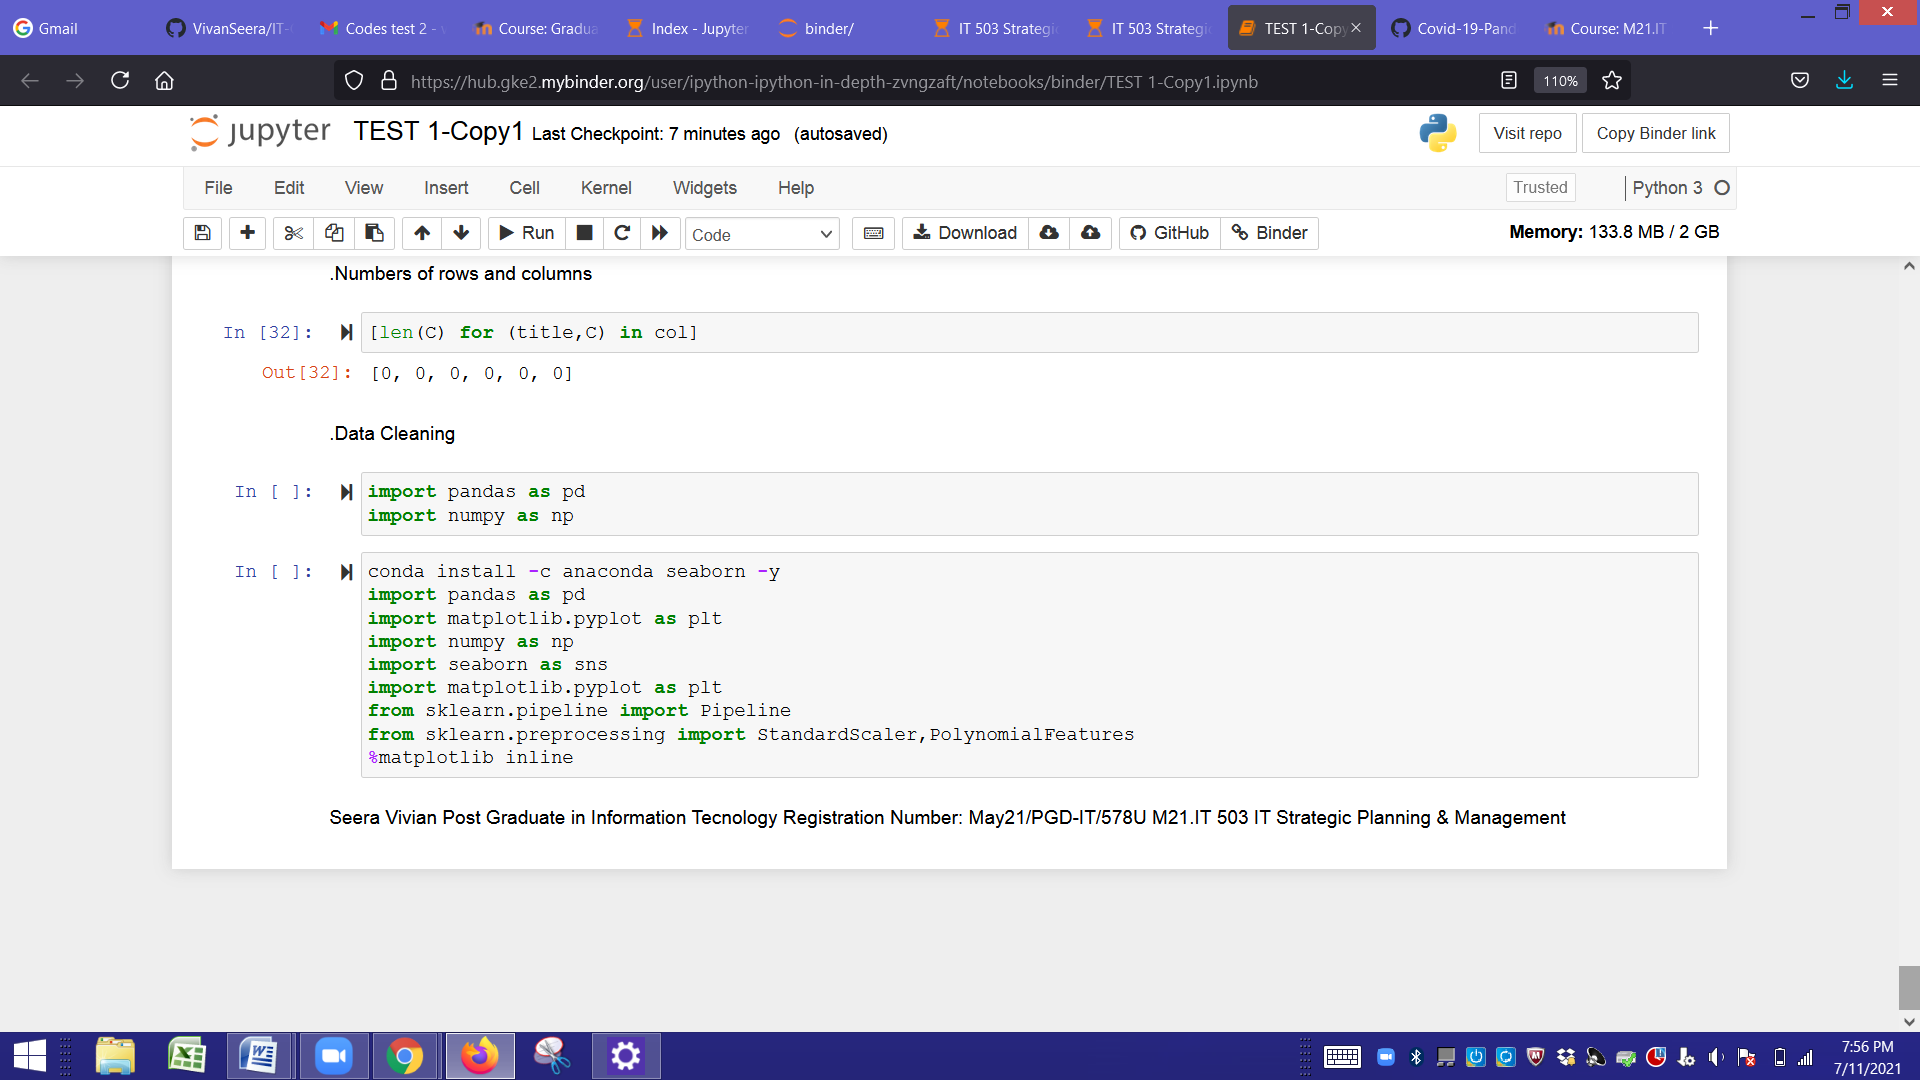 Gmail
VivanSeera/IT-
Codes test 2 -
Course: Gradua
Index - Jupyter
binder/
IT 503 Strategi
IT 503 Strategi
TEST 1-Copy
Covid-19-Pand
Course: M21.IT
https://hub.gke2.mybinder.org/user/ipython-ipython-in-depth-zvngzaft/notebooks/binder/TEST 1-Copy1.ipynb
110%
jupyter TEST 1-Copy1 Last Checkpoint: 7 minutes ago (autosaved)
Visit repo
Copy Binder link
File Edit View Insert Cell Kernel Widgets Help
Trusted
Python 3
Run
Code
Download
GitHub
Binder
Memory: 133.8 MB / 2 GB
.Numbers of rows and columns
In [32]: [len(C) for (title,C) in col]
Out[32]: [0, 0, 0, 0, 0, 0]
.Data Cleaning
In [ ]: import pandas as pd
import numpy as np
In [ ]: conda install -c anaconda seaborn -y
import pandas as pd
import matplotlib.pyplot as plt
import numpy as np
import seaborn as sns
import matplotlib.pyplot as plt
from sklearn.pipeline import Pipeline
from sklearn.preprocessing import StandardScaler,PolynomialFeatures
%matplotlib inline
Seera Vivian Post Graduate in Information Tecnology Registration Number: May21/PGD-IT/578U M21.IT 503 IT Strategic Planning & Management
7:56 PM
7/11/2021